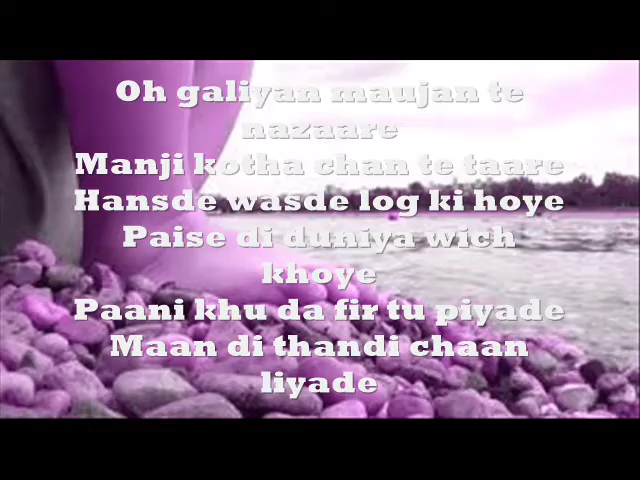 Oh galiyan maujan te
nazaare
Manji kotha chan te taare
Hansde wasde log ki hoye
Paise di duniya wich
khoye
Paani khu da fir tu piyade
Maan di thandi chaan
liyade